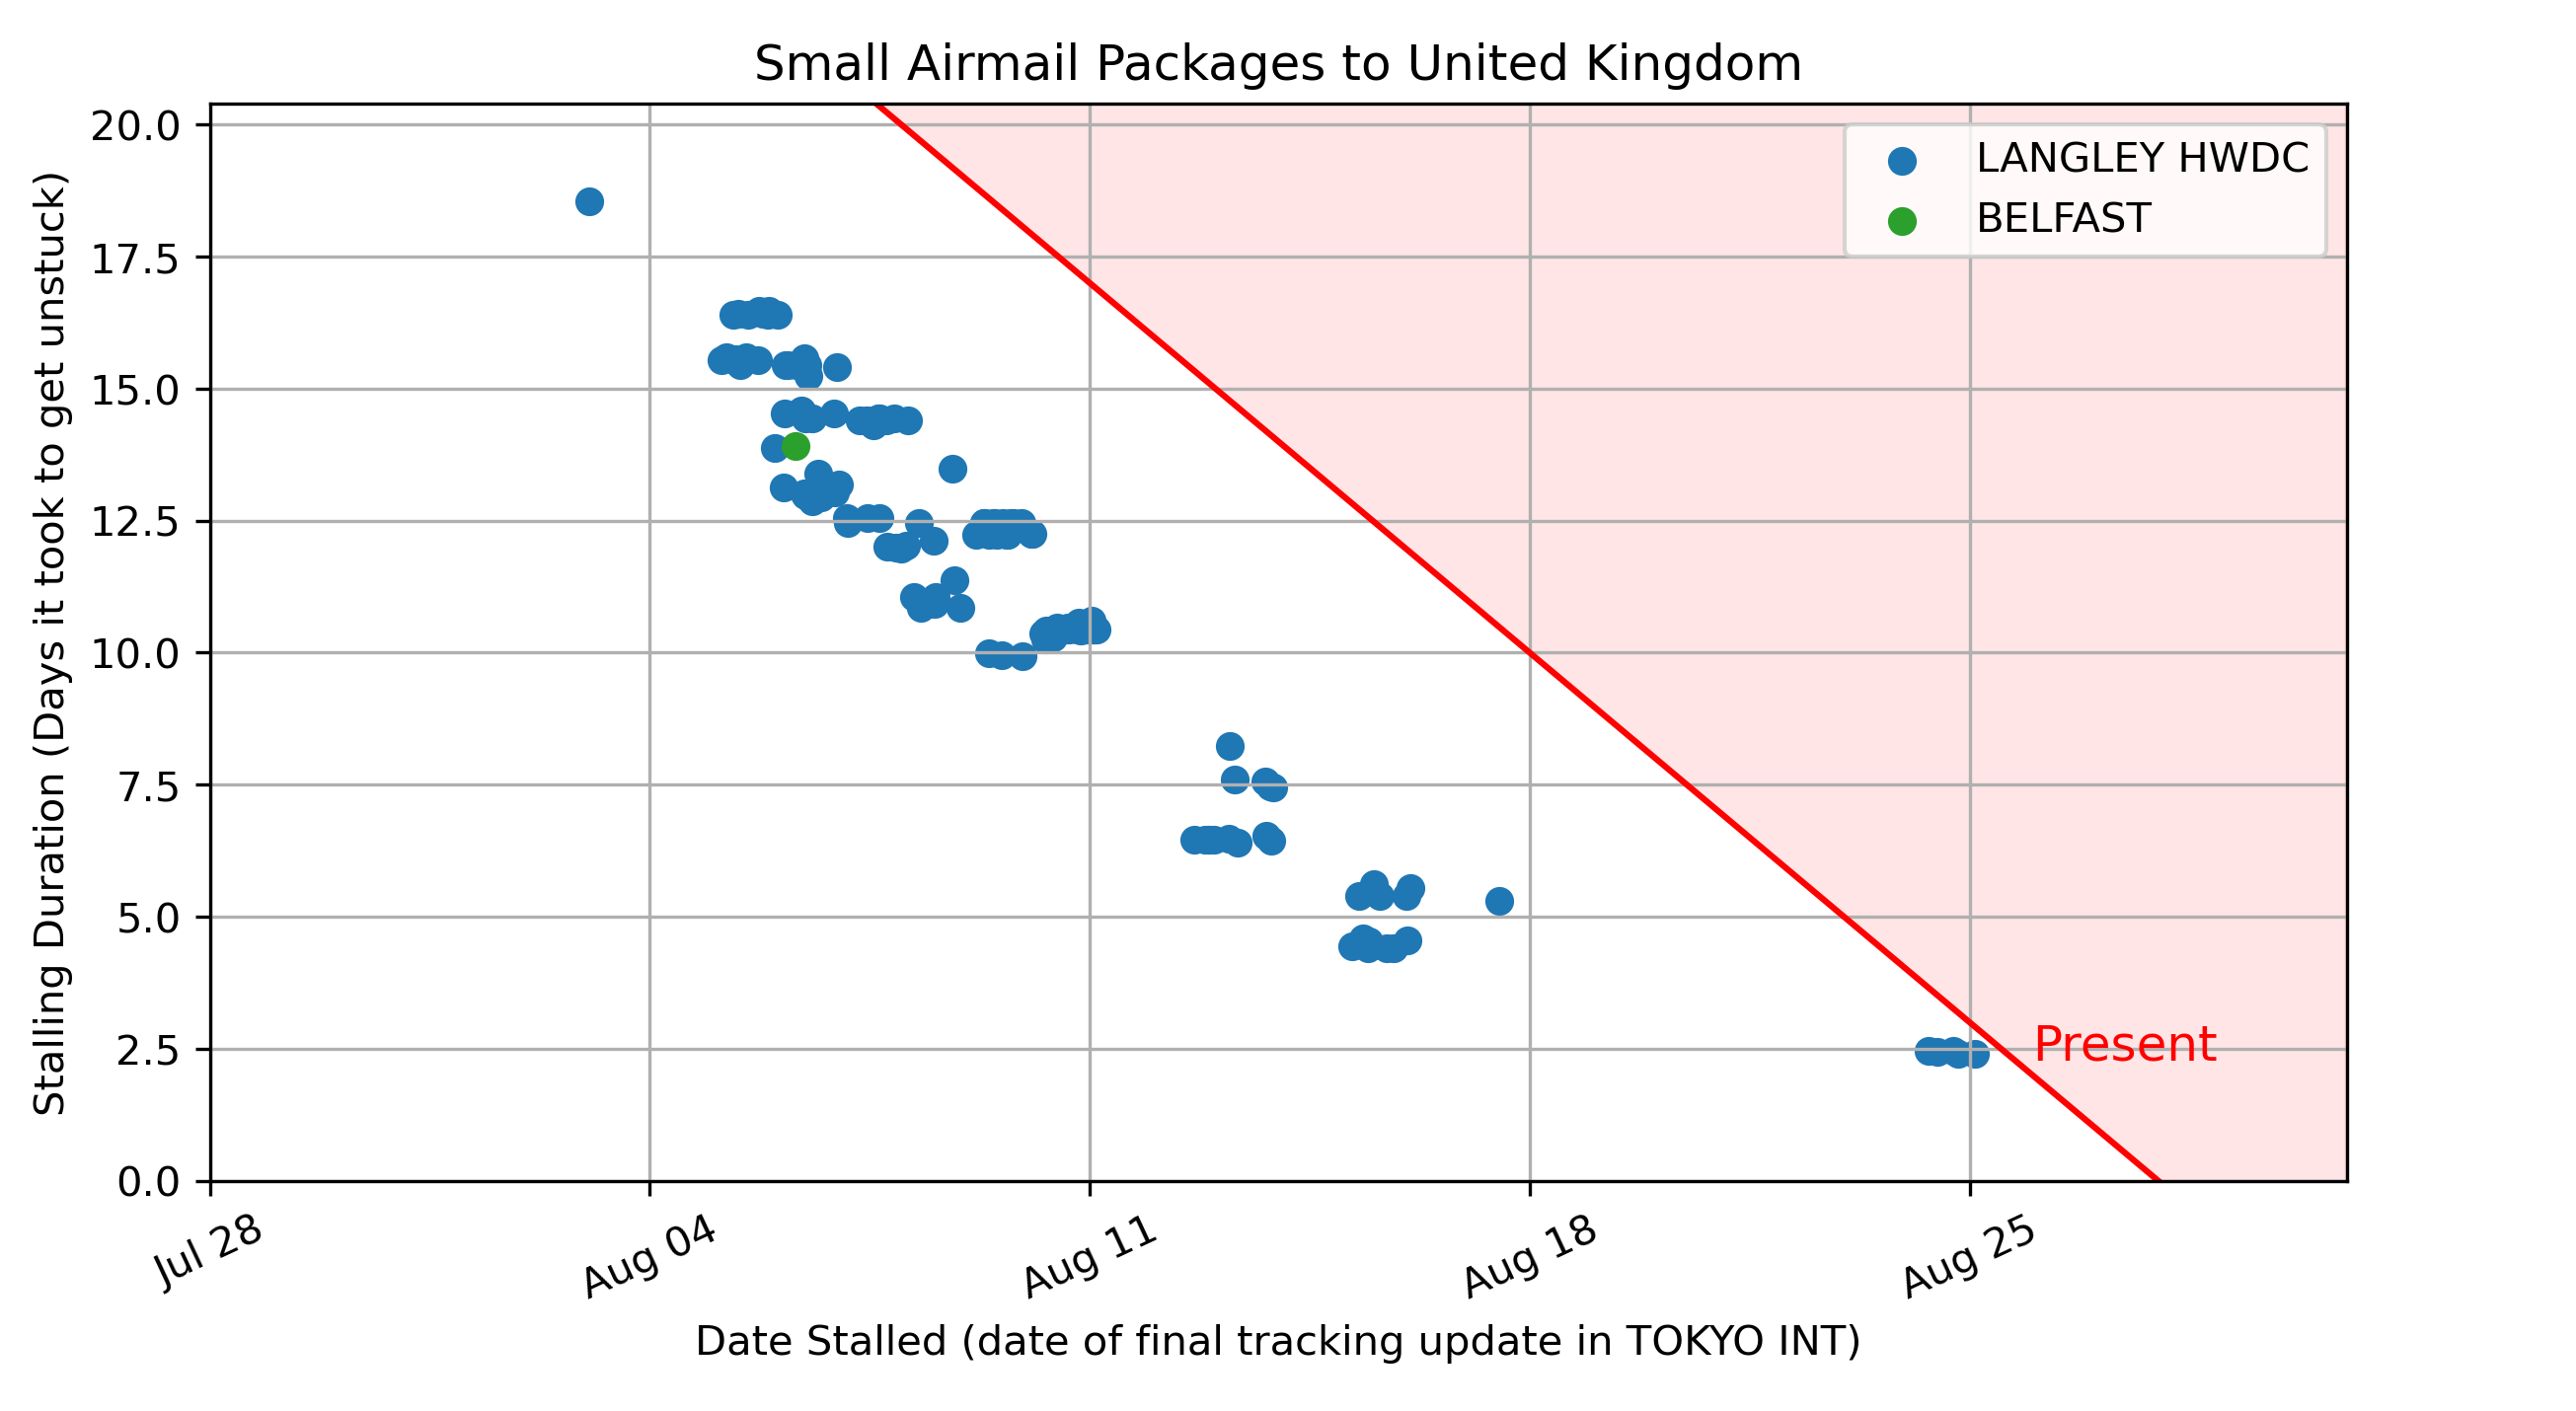 Small Airmail Packages to United Kingdom
LANGLEY HWDC
BELFAST
Present
Stalling Duration (Days it took to get unstuck)
20.0
17.5
15.0
12.5
10.0
7.5
5.0
2.5
0.0
Jul 28
Aug 04
Aug 11
Aug 18
Aug 25
Date Stalled (date of final tracking update in TOKYO INT)